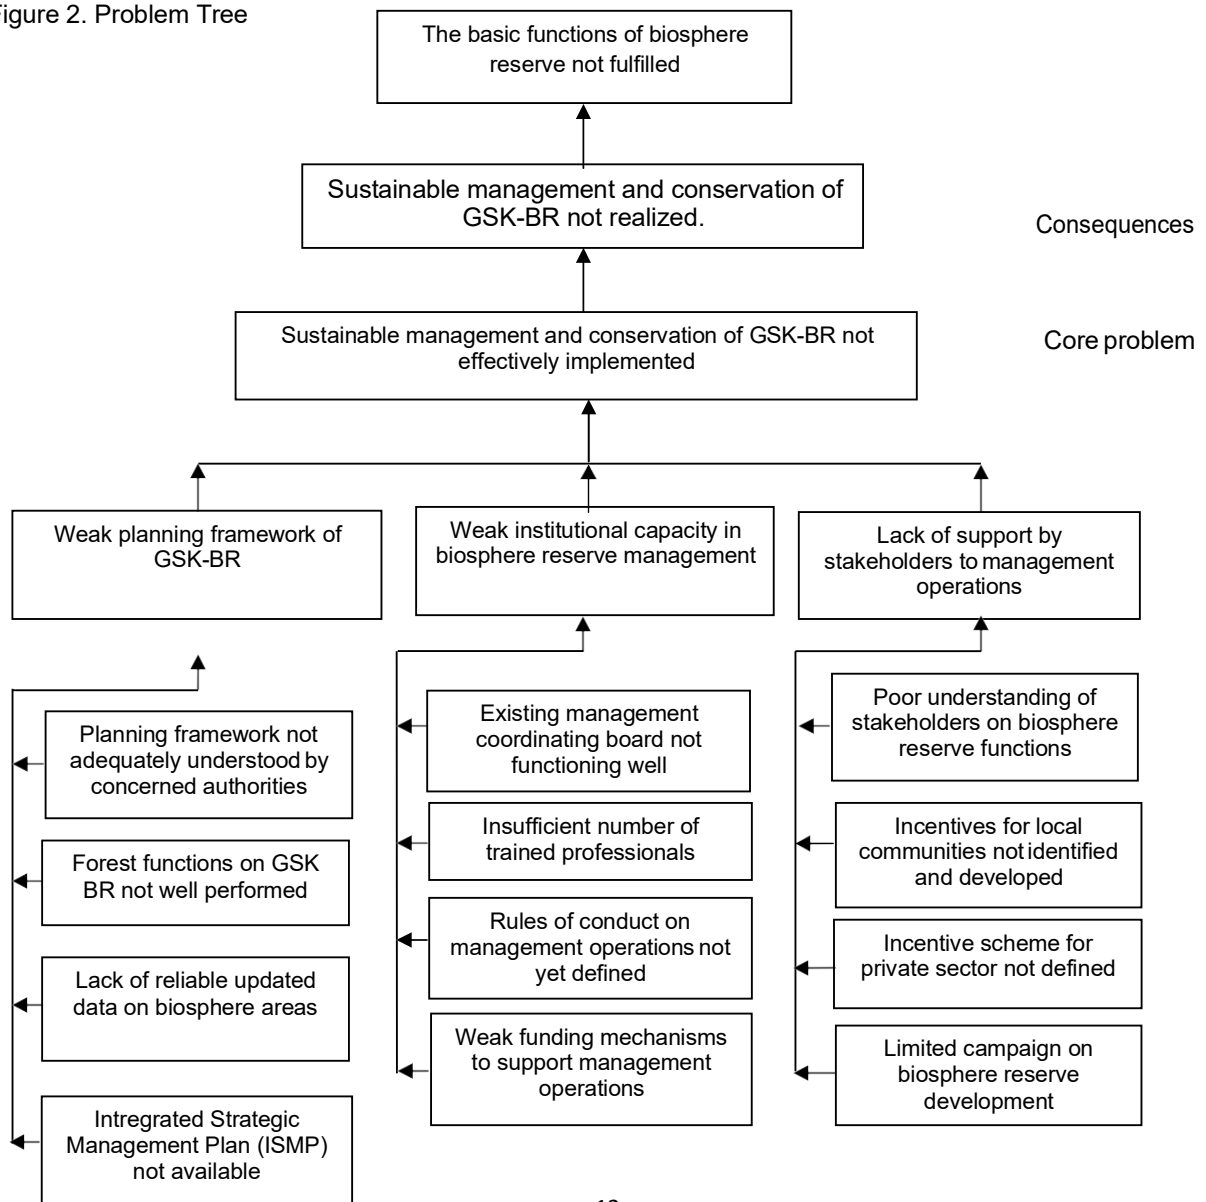 Figure 2. Problem Tree
The basic functions of biosphere
reserve not fulfilled
Sustainable management and conservation of
GSK-BR not realized.
Consequences
Sustainable management and conservation of GSK-BR not
effectively implemented
Core problem
Weak planning framework of
GSK-BR
Weak institutional capacity in
biosphere reserve management
Lack of support by
stakeholders to management
operations
Planning framework not
adequately understood by
concerned authorities
Forest functions on GSK
BR not well performed
Lack of reliable updated
data on biosphere areas
Intregrated Strategic
Management Plan (ISMP)
not available
Existing management
coordinating board not
functioning well
Insufficient number of
trained professionals
Rules of conduct on
management operations not
yet defined
Weak funding mechanisms
to support management
operations
Poor understanding of
stakeholders on biosphere
reserve functions
Incentives for local
communities not identified
and developed
Incentive scheme for
private sector not defined
Limited campaign on
biosphere reserve
development